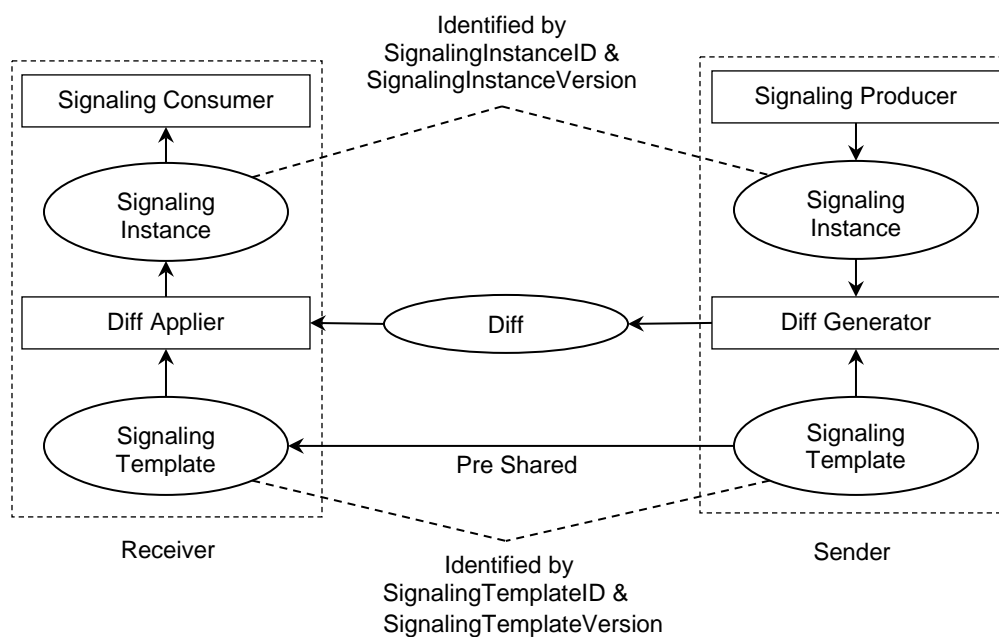 Identified by
SignalingInstanceID &
SignalingInstanceVersion
Signaling Consumer
Signaling Producer
Signaling
Instance
Signaling
Instance
Diff Applier
Diff
Diff Generator
Signaling
Template
Pre Shared
Signaling
Template
Receiver
Sender
Identified by
SignalingTemplateID &
SignalingTemplateVersion